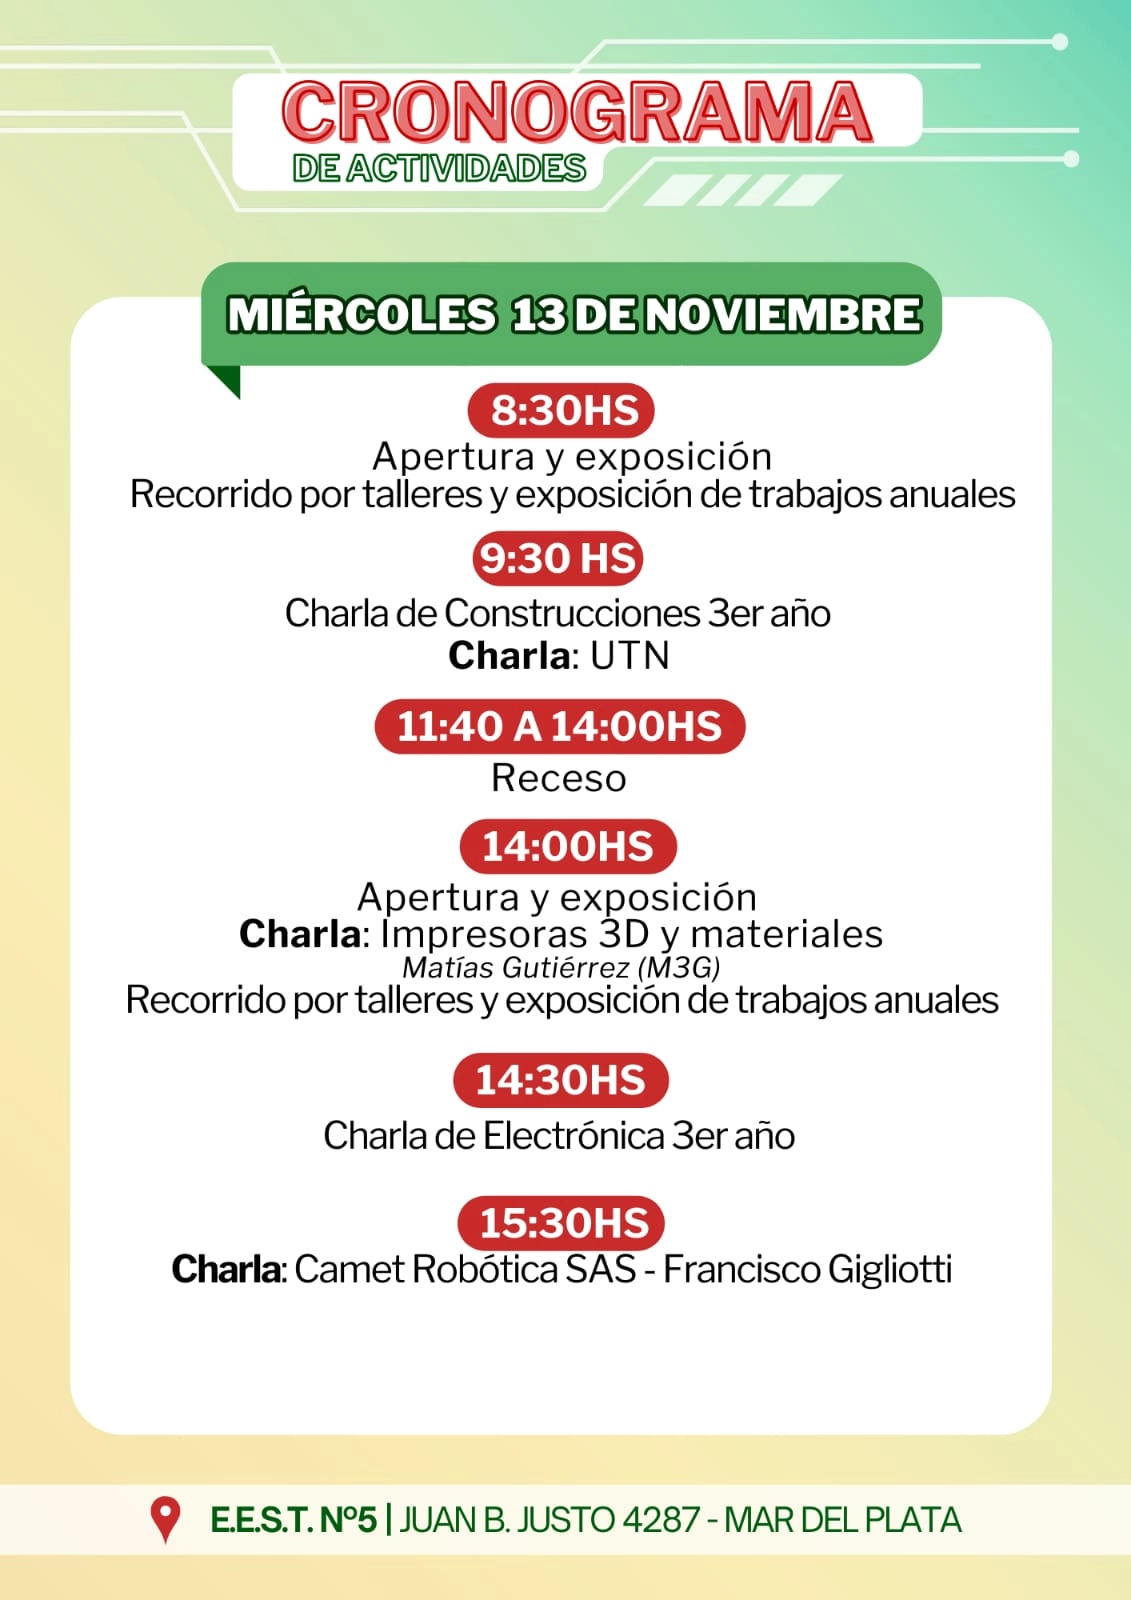 CRONOGRAMA
DE ACTIVIDADES
MIÉRCOLES 13 DE NOVIEMBRE
8:30HS
Apertura y exposición
Recorrido por talleres y exposición de trabajos anuales
9:30 HS
Charla de Construcciones 3er año
Charla: UTN
11:40 A 14:00HS
Receso
14:00HS
Apertura y exposición
Charla: Impresoras 3D y materiales
Matías Gutiérrez (M3G)
Recorrido por talleres y exposición de trabajos anuales
14:30HS
Charla de Electrónica 3er año
15:30HS
Charla: Camet Robótica SAS - Francisco Gigliotti
E.E.S.T. Nº5 | JUAN B. JUSTO 4287 - MAR DEL PLATA